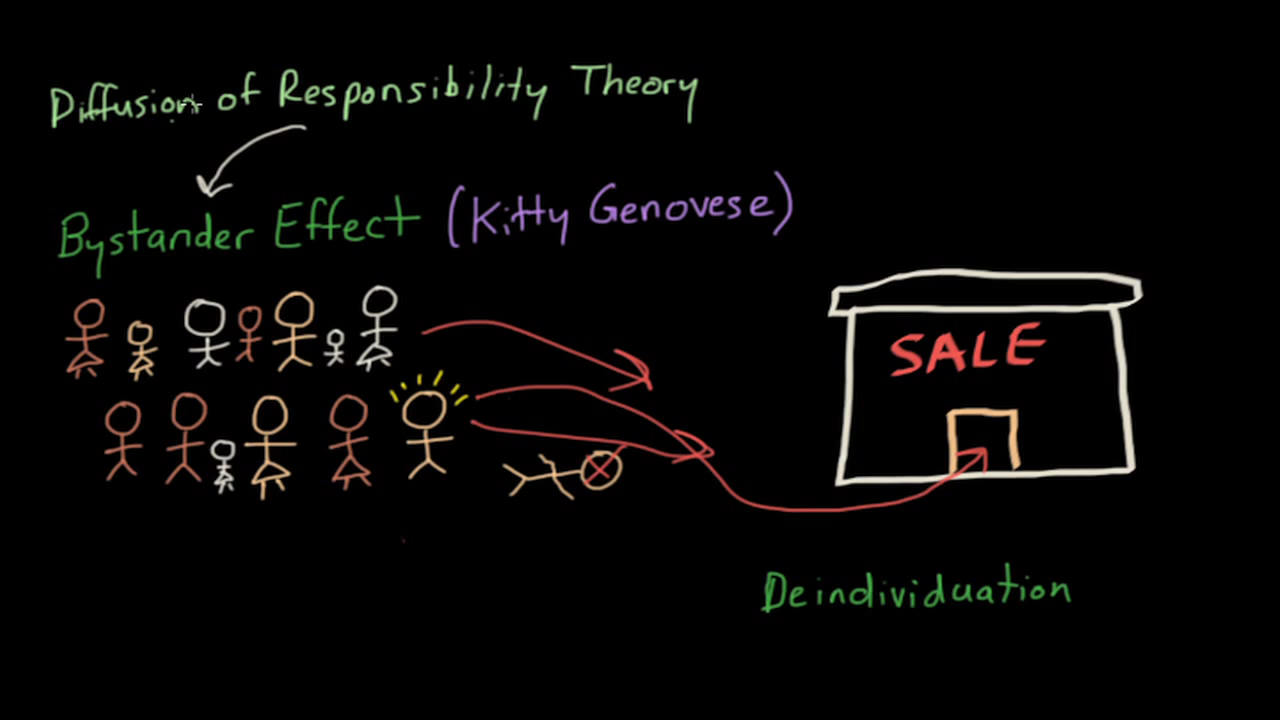 Diffusion of Responsibility Theory
Bystander Effect (Kitty Genovese)
SALE
Deindividuation